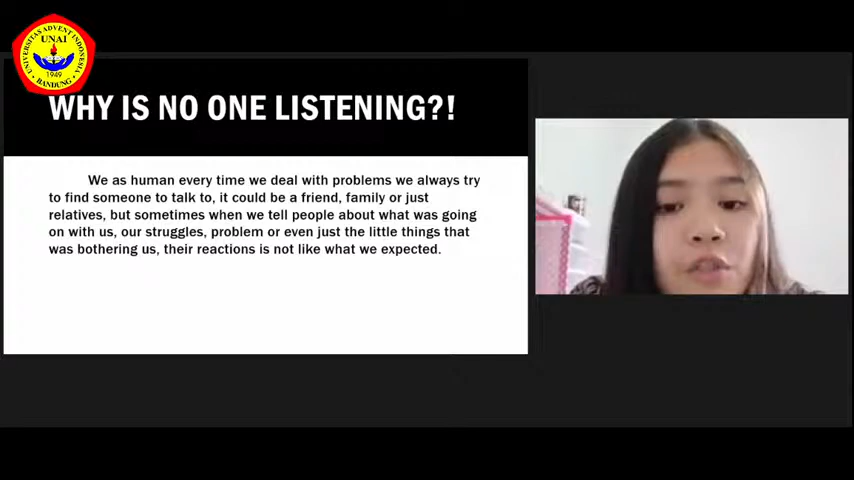 UNIVERSITAS ADVENT INDONESIA
UNAI
1949
BANDUNG
WHY IS NO ONE LISTENING?!
We as human every time we deal with problems we always try
to find someone to talk to, it could be a friend, family or just
relatives, but sometimes when we tell people about what was going
on with us, our struggles, problem or even just the little things that
was bothering us, their reactions is not like what we expected.